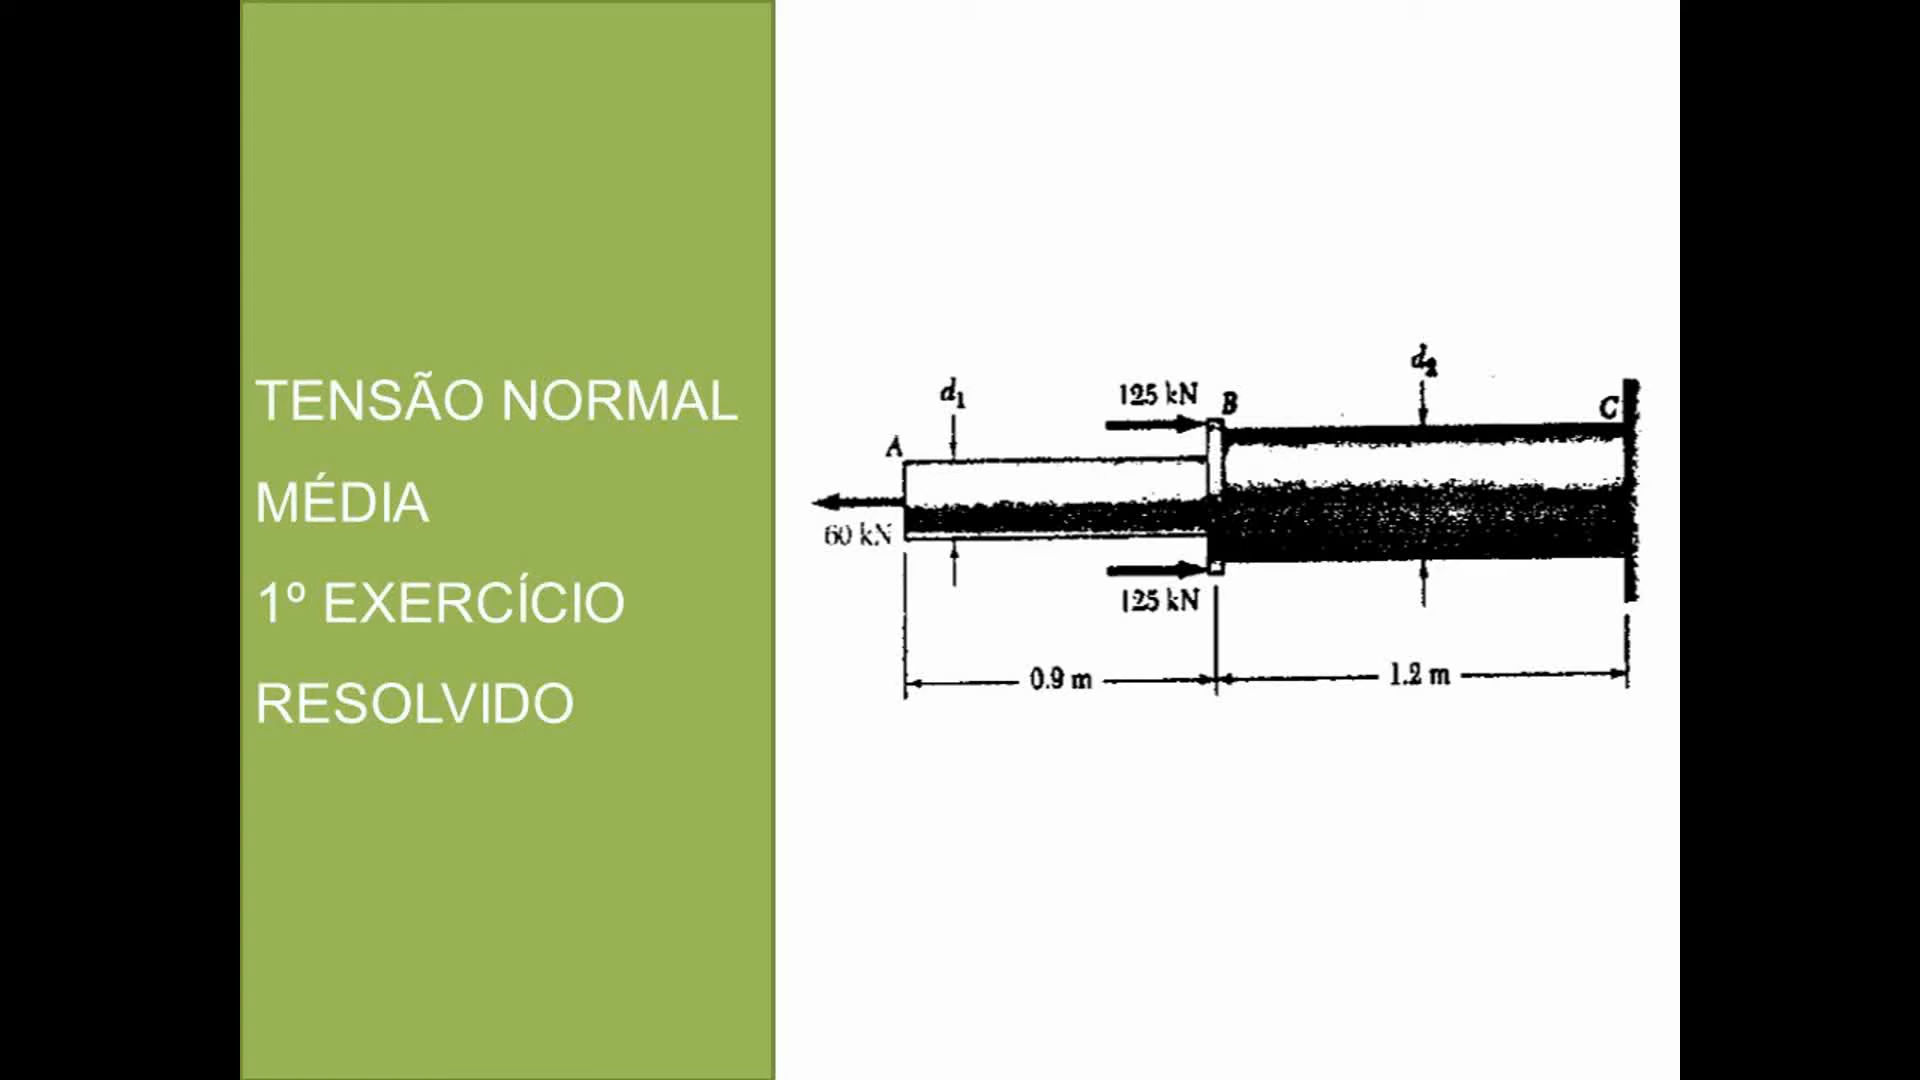 TENSÃO NORMAL
MÉDIA
1º EXERCÍCIO
RESOLVIDO
d₂
d₁
125 kN
B
C
A
60 kN
125 kN
0.9 m
1.2 m